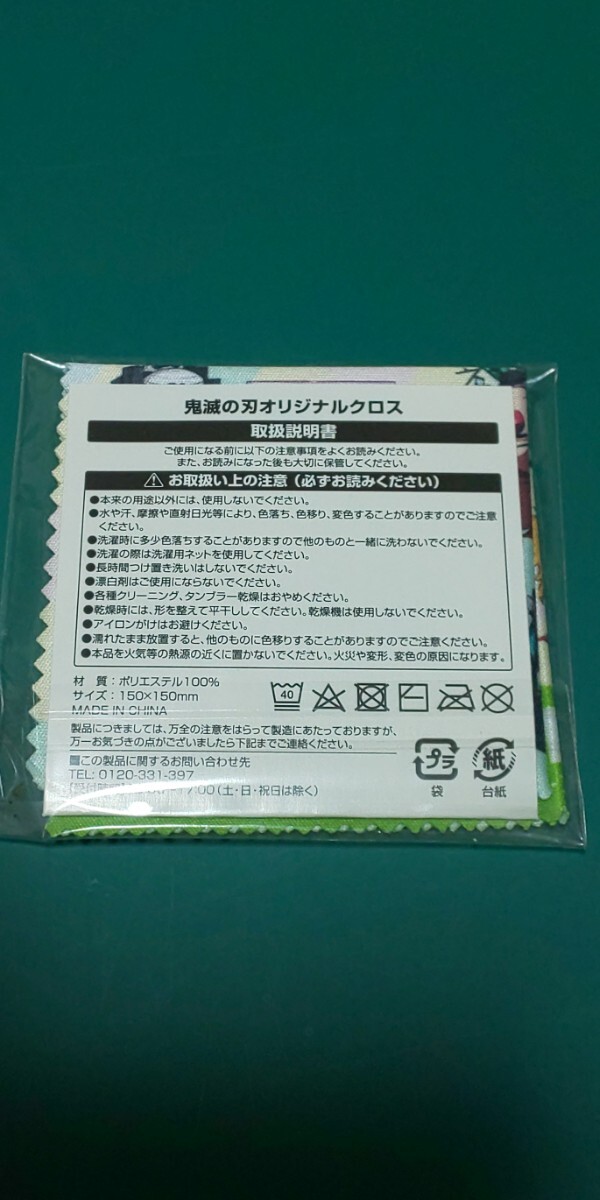 鬼滅の刃オリジナルクロス
取扱説明書
ご使用になる前に以下の注意事項をよくお読みください。
また、お読みになった後も大切に保管してください。
お取扱い上の注意(必ずお読みください)
●本来の用途以外には、使用しないでください。
●水や汗、摩擦や直射日光等により、色落ち、色移り、変色することがありますのでご注意
ください。
●洗濯時に多少色落ちすることがありますので他のものと一緒に洗わないでください。
●洗濯の際は洗濯用ネットを使用してください。
●長時間つけ置き洗いはしないでください。
●漂白剤はご使用にならないでください。
●各種クリーニング、タンブラー乾燥はおやめください。
●乾燥時には、形を整えて平干ししてください。乾燥機は使用しないでください。
●アイロンがけはお避けください。
●濡れたまま放置すると、他のものに色移りすることがありますのでご注意ください。
●本品を火気等の熱源の近くに置かないでください。火災や変形、変色の原因になります。
材 質:ポリエステル100%
サイズ:150×150mm
MADE IN CHINA
40
製品につきましては、万全の注意をはらって製造にあたっておりますが、
万一お気づきの点がございましたら下記までご連絡ください。
■この製品に関するお問い合わせ先
TEL: 0120-331-397
7:00(土・日・祝日は除く)
プラ
袋
紙
台紙